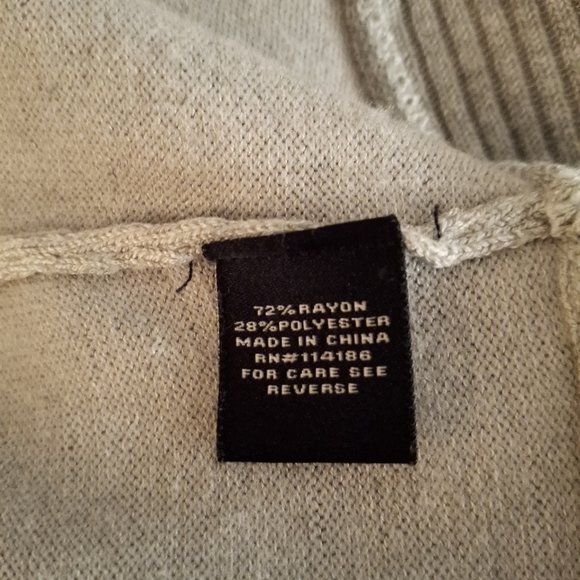 72%RAYON
28%POLYESTER
MADE IN CHINA
RN#114186
FOR CARE SEE
REVERSE